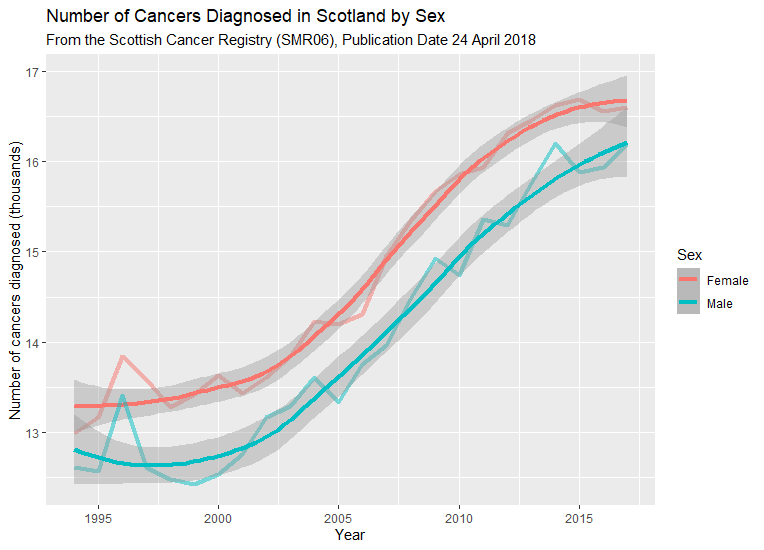 Number of Cancers Diagnosed in Scotland by Sex
From the Scottish Cancer Registry (SMR06), Publication Date 24 April 2018
Number of cancers diagnosed (thousands)
17
16
15
14
13
1995 2000 2005 2010 2015
Year
Sex
Female
Male